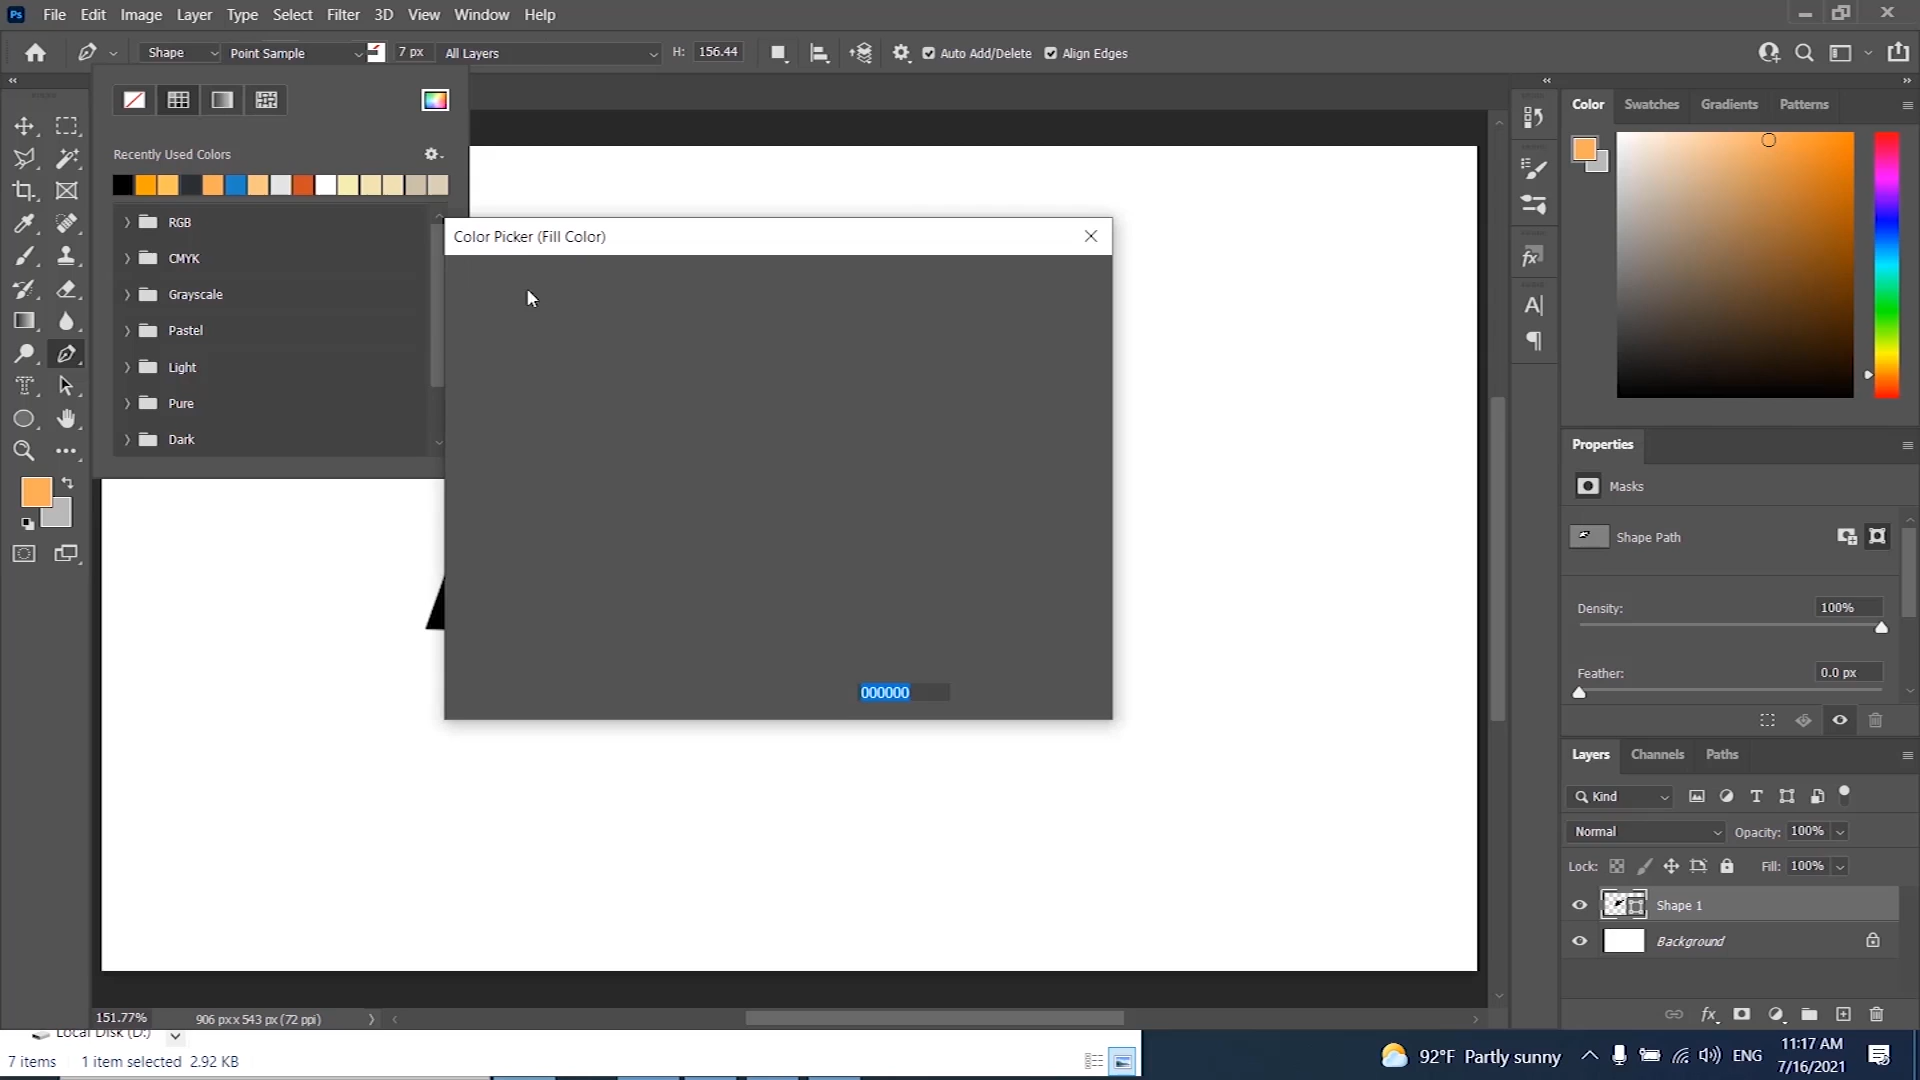 Ps File Edit Image Layer Type Select Filter 3D View Window Help
Shape Point Sample 7 px All Layers H: 156.44 Auto Add/Delete Align Edges
Recently Used Colors
RGB
CMYK
Grayscale
Pastel
Light
Pure
Dark
Color Picker (Fill Color)
000000
Color Swatches Gradients Patterns
Properties
Masks
Shape Path
Density: 100%
Feather: 0.0 px
Layers Channels Paths
Kind
Normal Opacity: 100%
Lock: Fill: 100%
Shape 1
Background
151.77% 906 px x 543 px (72 ppi)
Local Disk (D:)
7 items 1 item selected 2.92 KB
92°F Partly sunny ENG 11:17 AM
7/16/2021